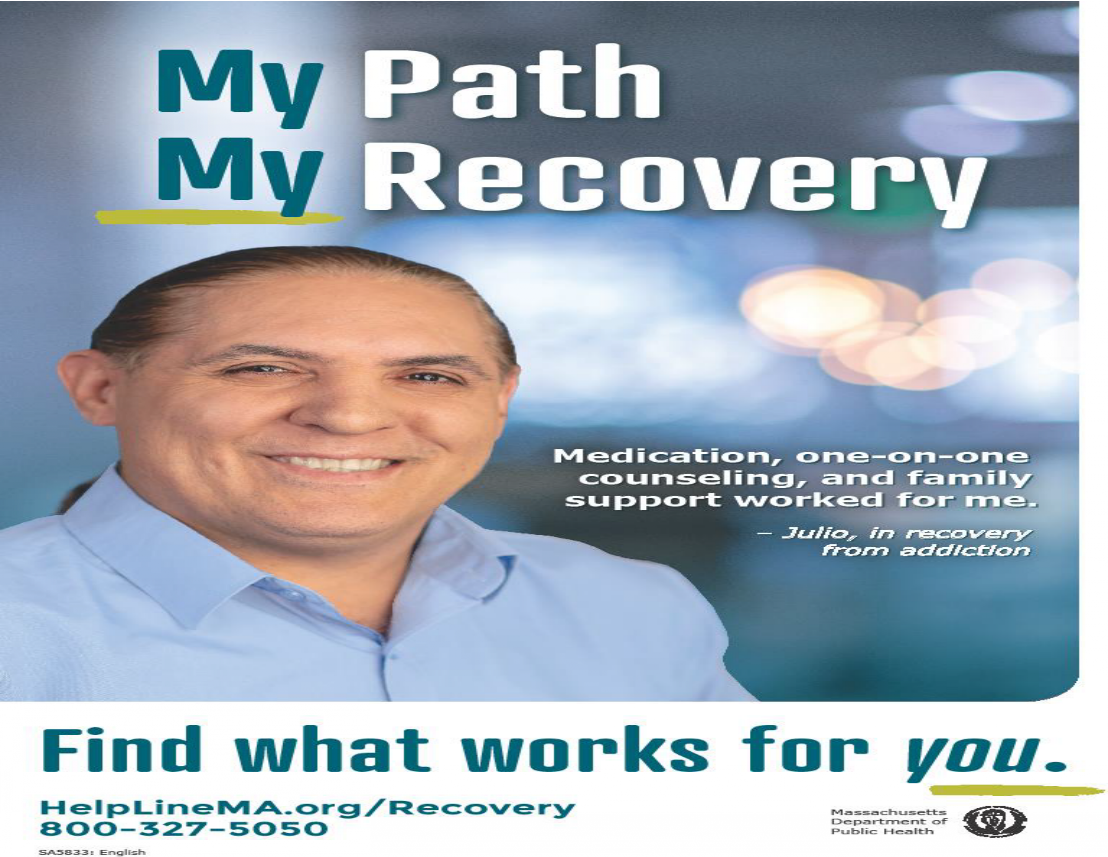 My Path
My Recovery
Medication, one-on-one
counseling, and family
support worked for me.
– Julio, in recovery
from addiction
Find what works for you.
HelpLineMA.org/Recovery
800-327-5050
Massachusetts
Department of
Public Health
SA5833: English